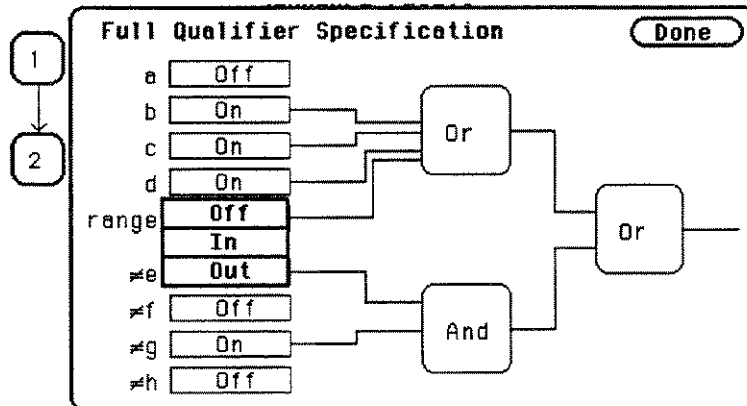 Full Qualifier Specification
Done
1
2
a Off
b On
c On
d On
range Off
In
≠e Out
≠f Off
≠g On
≠h Off
Or
And
Or